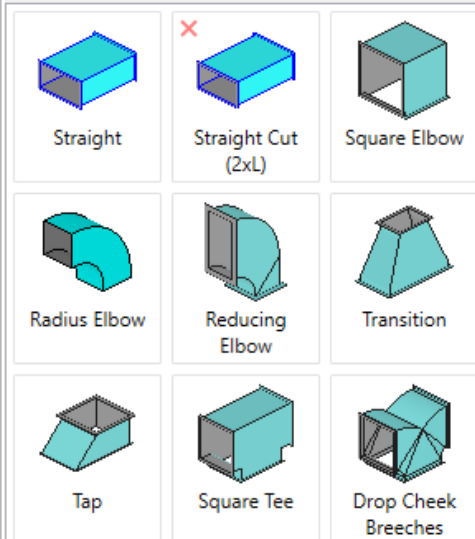 Straight
Straight Cut
(2xL)
Square Elbow
Radius Elbow
Reducing
Elbow
Transition
Tap
Square Tee
Drop Cheek
Breeches